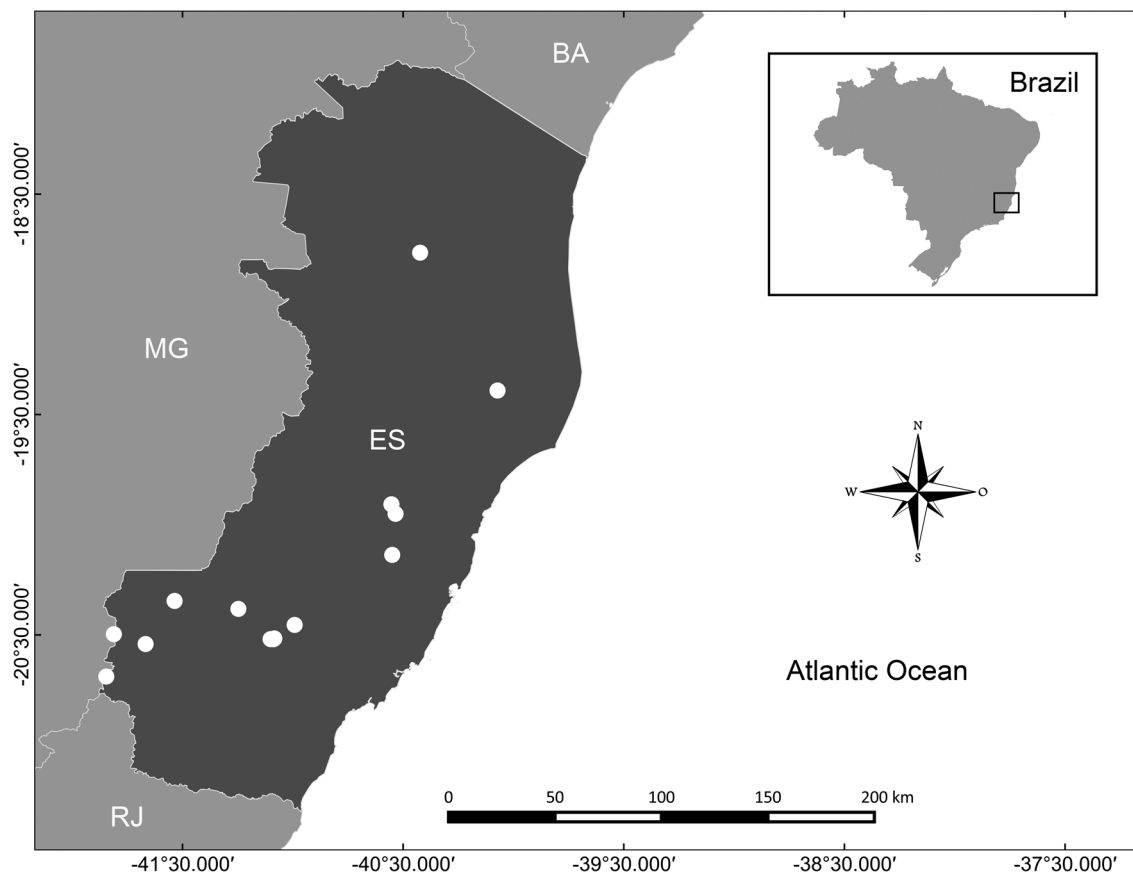 BA
Brazil
-18°30.000′
MG
-19°30.000′
ES
N
W
O
S
-20°30.000′
Atlantic Ocean
RJ
0 50 100 150 200 km
-41°30.000′ -40°30.000′ -39°30.000′ -38°30.000′ -37°30.000′